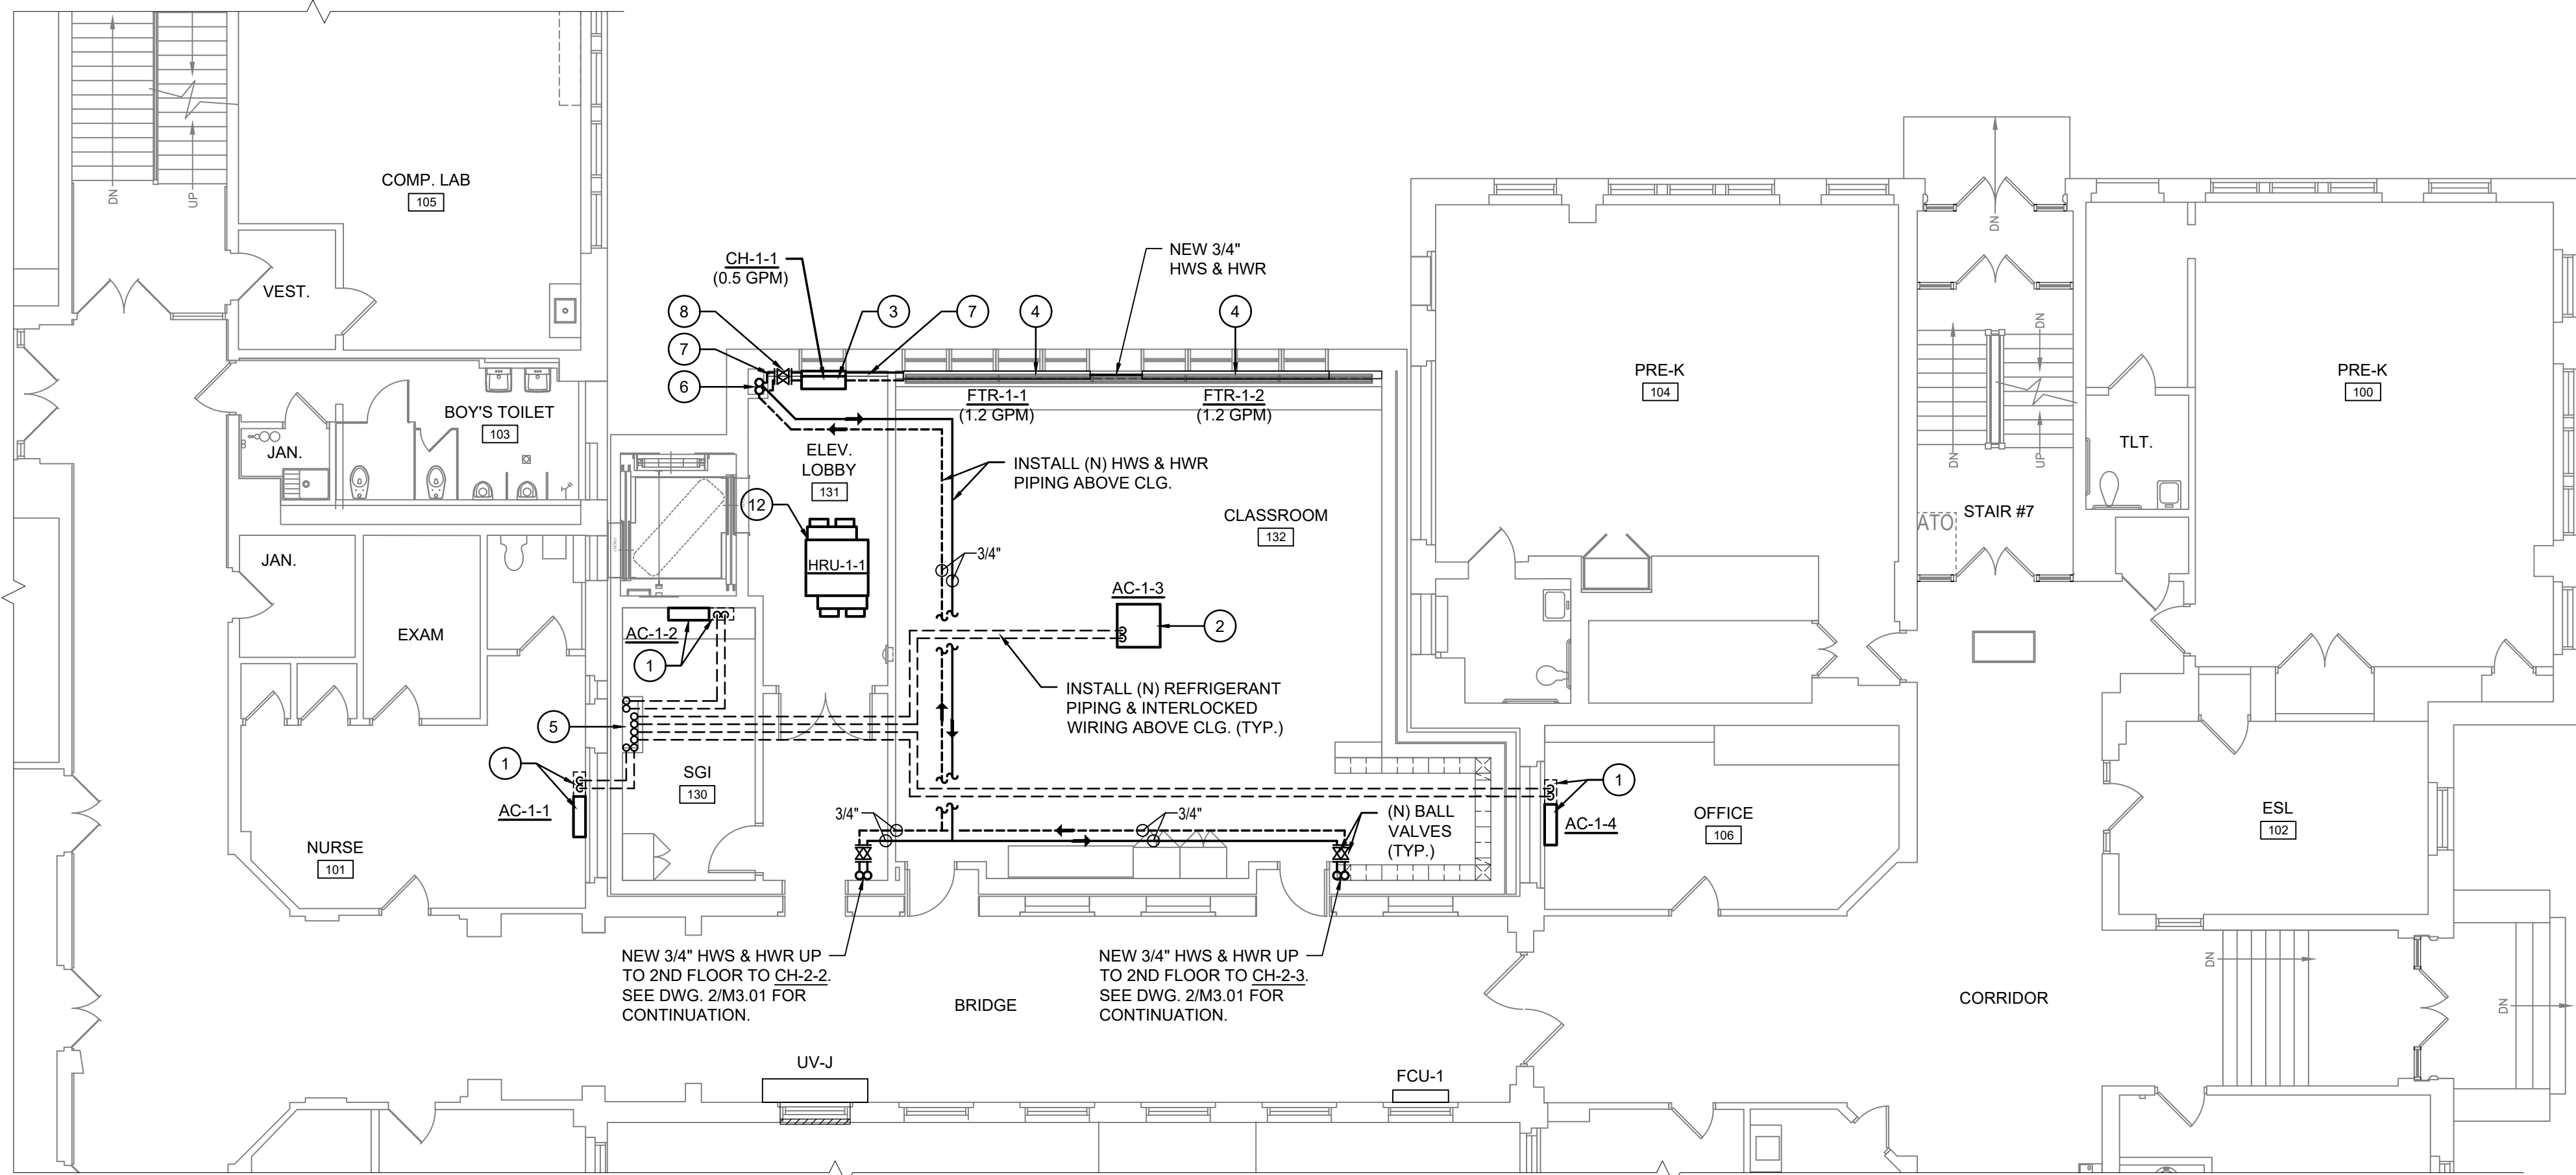 DN
UP
COMP. LAB
105
VEST.
CH-1-1
(0.5 GPM)
NEW 3/4"
HWS & HWR
8
3
7
4
4
7
6
FTR-1-1
(1.2 GPM)
FTR-1-2
(1.2 GPM)
PRE-K
104
DN
DN
DN
UP
STAIR #7
ATO
PRE-K
100
TLT.
BOY'S TOILET
103
JAN.
ELEV.
LOBBY
131
INSTALL (N) HWS & HWR
PIPING ABOVE CLG.
12
HRU-1-1
3/4"
CLASSROOM
132
JAN.
EXAM
AC-1-2
1
AC-1-3
2
INSTALL (N) REFRIGERANT
PIPING & INTERLOCKED
WIRING ABOVE CLG. (TYP.)
5
1
AC-1-1
SGI
130
NURSE
101
3/4"
3/4"
(N) BALL
VALVES
(TYP.)
1
AC-1-4
OFFICE
106
ESL
102
NEW 3/4" HWS & HWR UP
TO 2ND FLOOR TO CH-2-2.
SEE DWG. 2/M3.01 FOR
CONTINUATION.
NEW 3/4" HWS & HWR UP
TO 2ND FLOOR TO CH-2-3.
SEE DWG. 2/M3.01 FOR
CONTINUATION.
BRIDGE
CORRIDOR
DN
DN
UV-J
FCU-1